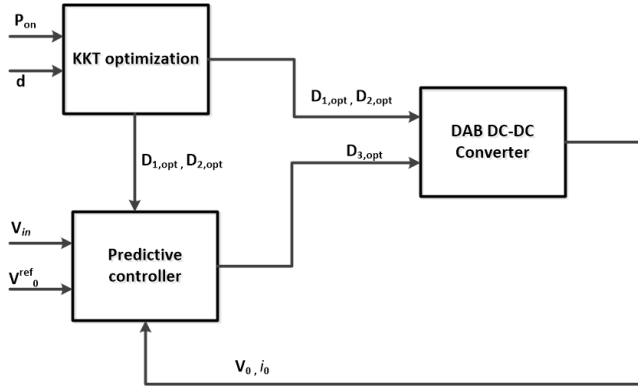 Pon
d
KKT optimization
D1,opt , D2,opt
DAB DC-DC
Converter
D3,opt
D1,opt , D2,opt
Vin
Vref0
Predictive
controller
V0 , i0